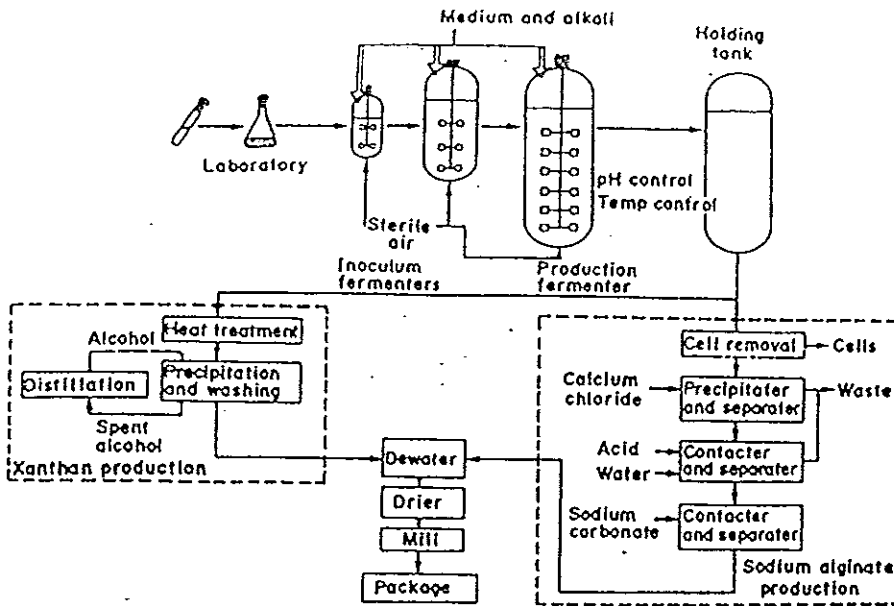 Medium and alkali
Holding
tank
Laboratory
pH control
Temp control
Sterile
air
Inoculum
fermenters
Production
fermenter
Heat treatment
Alcohol
Distillation
Precipitation
and washing
Spent
alcohol
Xanthan production
Cell removal
Cells
Calcium
chloride
Precipitater
and separater
Waste
Acid
Water
Contacter
and separater
Sodium
carbonate
Contacter
and separater
Sodium alginate
production
Dewater
Drier
Mill
Package